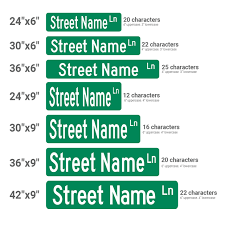 24"x6"
Street Name Ln
20 characters
30"x6"
Street Name Ln
22 characters
36"x6"
Street Name Ln
25 characters
24"x9"
Street Name Ln
12 characters
30"x9"
Street Name Ln
16 characters
36"x9"
Street Name Ln
20 characters
42"x9"
Street Name Ln
22 characters